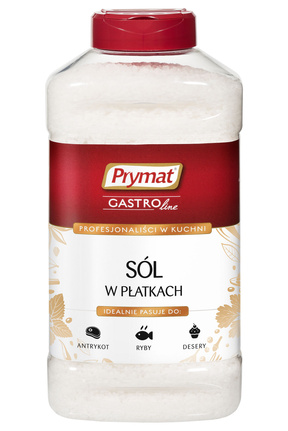 Prymat
GASTRO line
PROFESJONALIŚCI W KUCHNI
SÓL
W PŁATKACH
IDEALNIE PASUJE DO:
ANTRYKOT RYBY DESERY